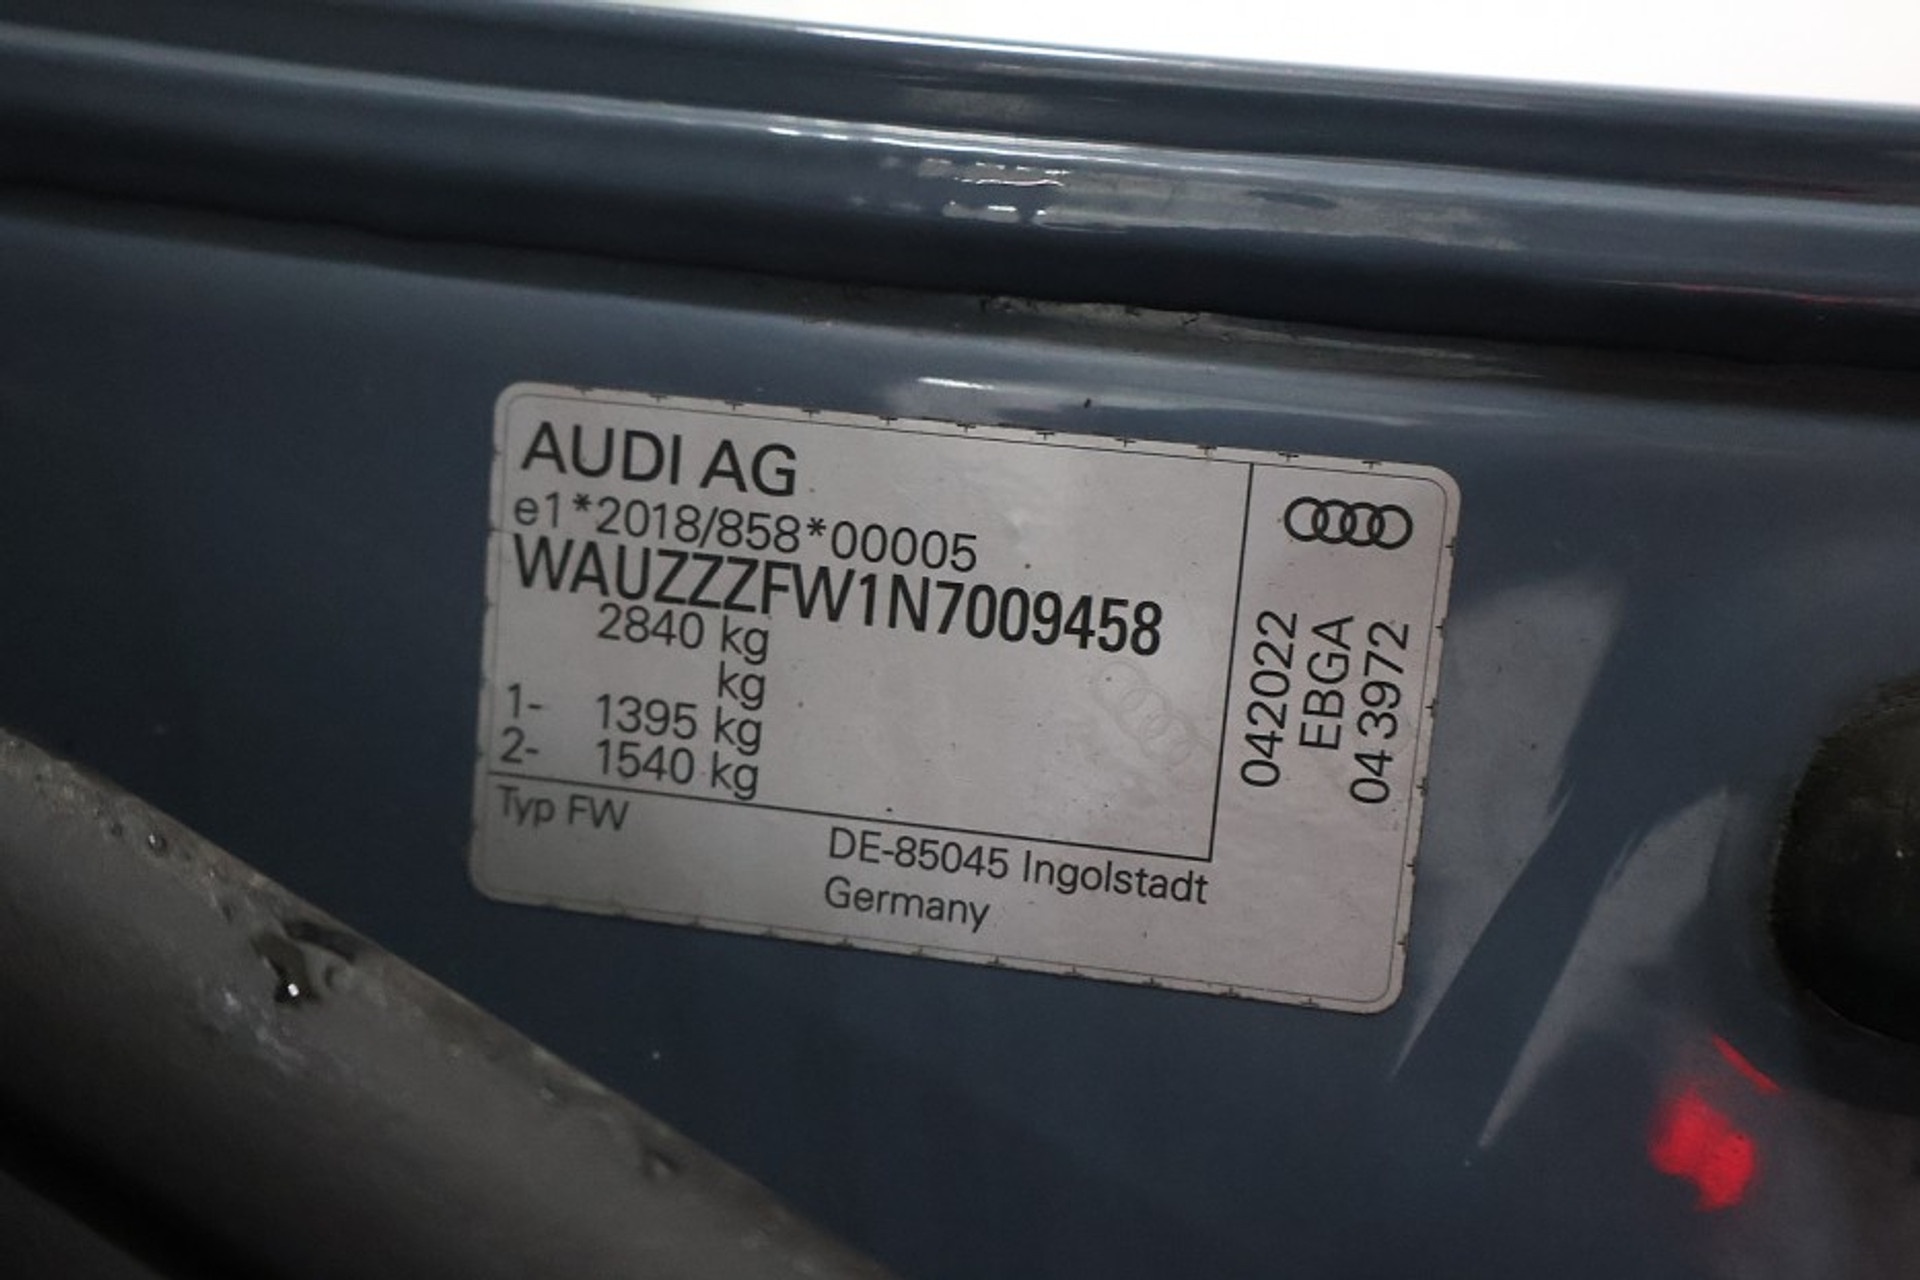 AUDI AG
e1*2018/858*00005
WAUZZZFW1N7009458
2840 kg
kg
1- 1395 kg
2- 1540 kg
Typ FW
DE-85045 Ingolstadt
Germany
042022
EBGA
04 3972